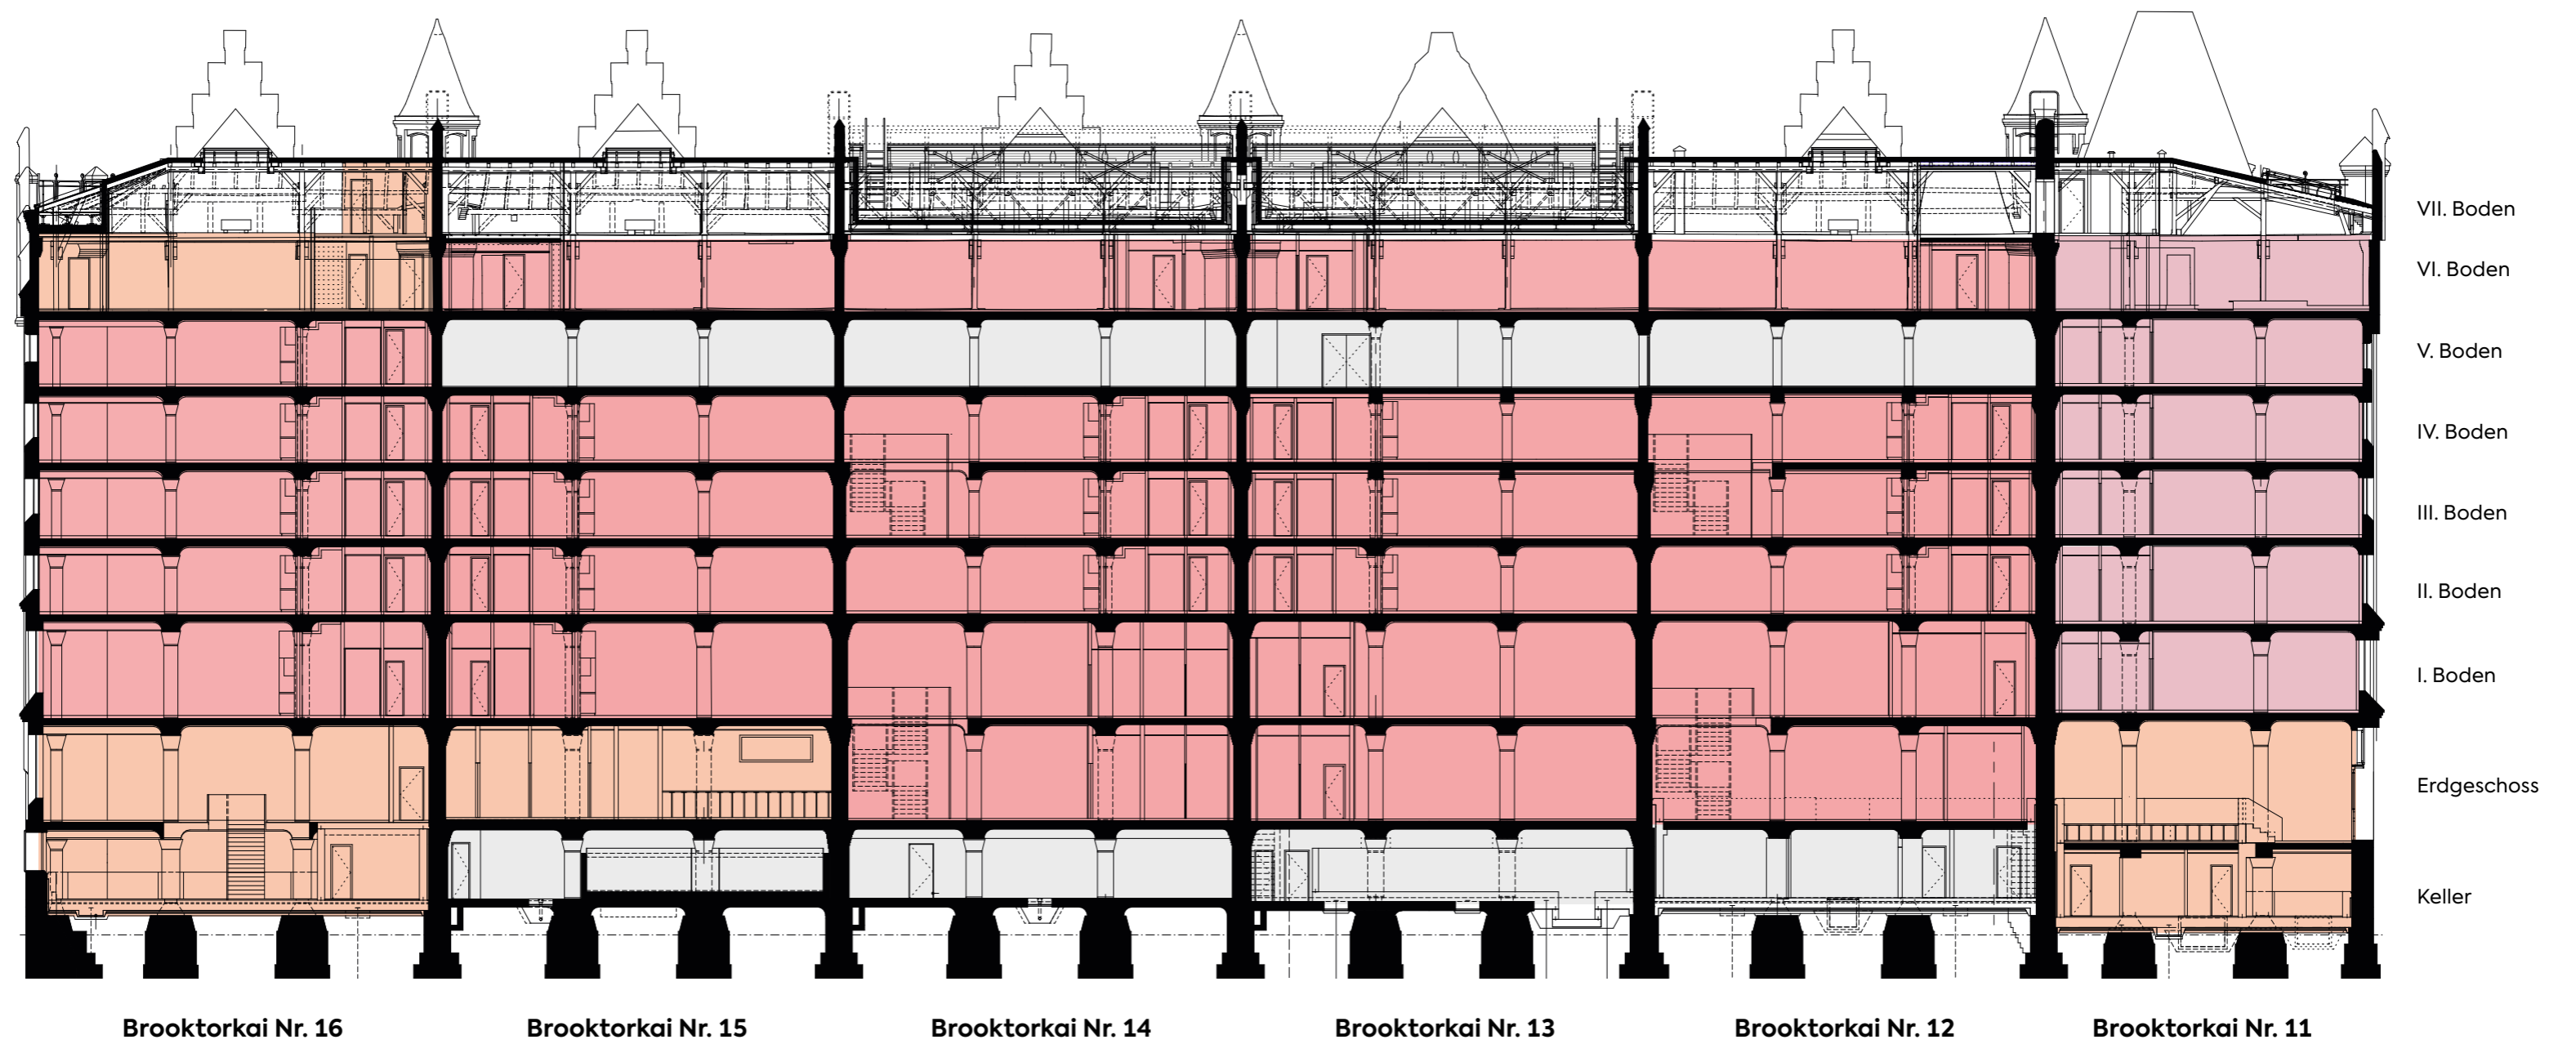 VII. Boden
VI. Boden
V. Boden
IV. Boden
III. Boden
II. Boden
I. Boden
Erdgeschoss
Keller
Brooktorkai Nr. 16
Brooktorkai Nr. 15
Brooktorkai Nr. 14
Brooktorkai Nr. 13
Brooktorkai Nr. 12
Brooktorkai Nr. 11